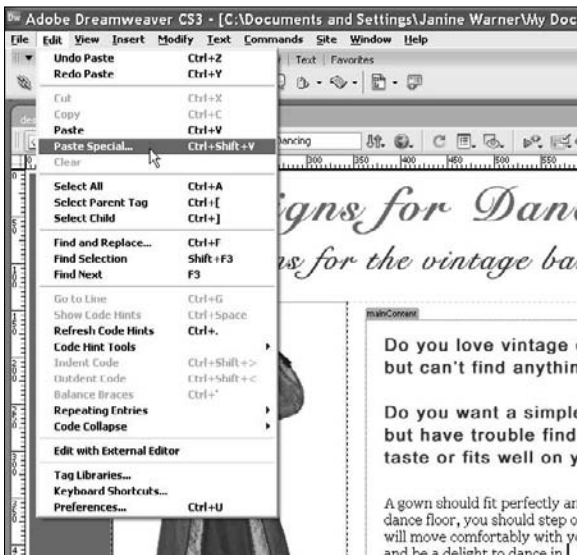 Adobe Dreamweaver CS3 - [C:\Documents and Settings\Janine Warner\My Doc
File Edit View Insert Modify Text Commands Site Window Help
Text Favorites
Undo Paste Ctrl+Z
Redo Paste Ctrl+Y
Cut Ctrl+X
Copy Ctrl+C
Paste Ctrl+V
Paste Special... Ctrl+Shift+V
Clear
Select All Ctrl+A
Select Parent Tag Ctrl+[
Select Child Ctrl+]
Find and Replace... Ctrl+F
Find Selection Shift+F3
Find Next F3
Go to Line Ctrl+G
Show Code Hints Ctrl+Space
Refresh Code Hints Ctrl+.
Code Hint Tools
Indent Code Ctrl+Shift+>
Outdent Code Ctrl+Shift+<
Balance Braces Ctrl+'
Repeating Entries
Code Collapse
Edit with External Editor
Tag Libraries...
Keyboard Shortcuts...
Preferences... Ctrl+U
Dancing
300 350 400 450 500 550
igns for Danc
ns for the vintage ba
mainContent
Do you love vintage
but can't find anythin
Do you want a simple
but have trouble find
taste or fits well on y
A gown should fit perfectly an
dance floor, you should step o
will move comfortably with yo
and be a delight to dance in